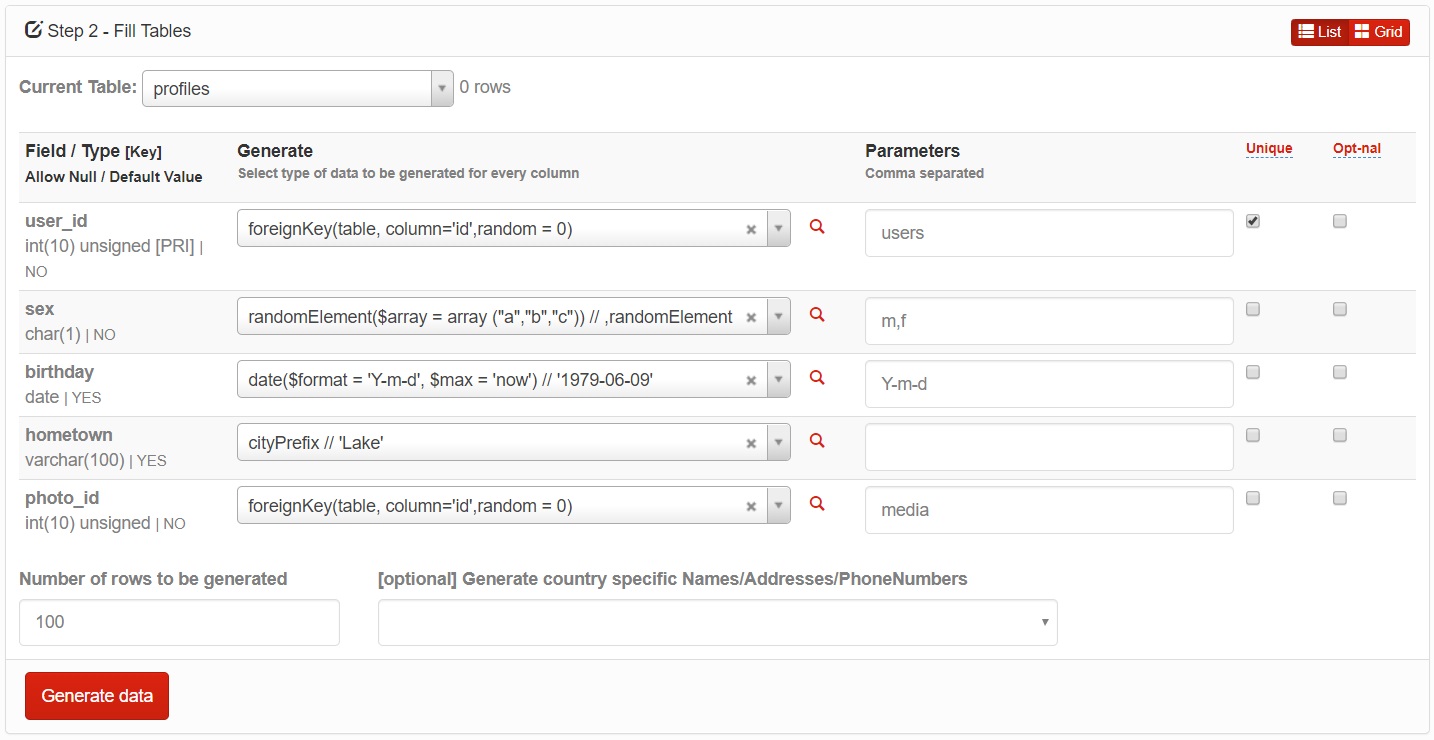 Step 2 - Fill Tables
List Grid
Current Table: profiles 0 rows
Field / Type [Key] Generate Parameters Unique Opt-nal
Allow Null / Default Value Select type of data to be generated for every column Comma separated
user_id
int(10) unsigned [PRI] |
NO
foreignKey(table, column='id',random = 0) users
sex
char(1) | NO
randomElement($array = array ("a","b","c")) // ,randomElement m,f
birthday
date | YES
date($format = 'Y-m-d', $max = 'now') // '1979-06-09' Y-m-d
hometown
varchar(100) | YES
cityPrefix // 'Lake'
photo_id
int(10) unsigned | NO
foreignKey(table, column='id',random = 0) media
Number of rows to be generated [optional] Generate country specific Names/Addresses/PhoneNumbers
100
Generate data